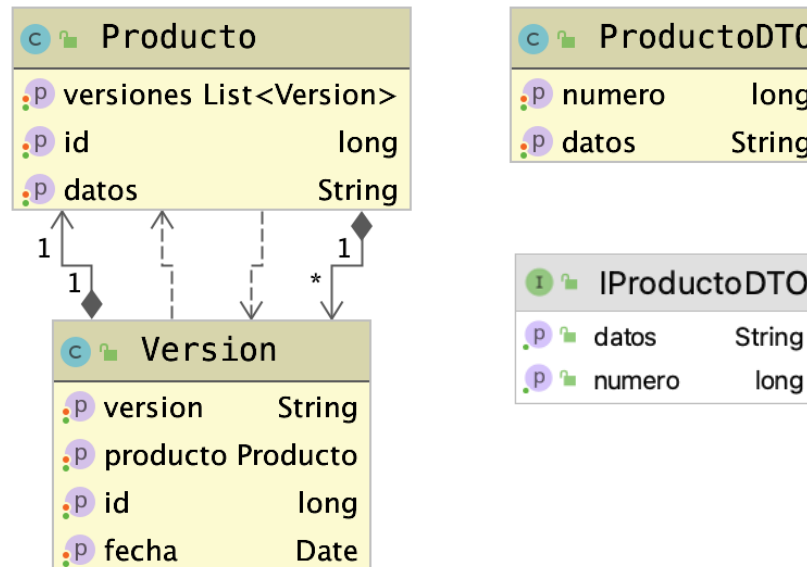 Producto
versiones List<Version>
id long
datos String
1
1
1
*
Version
version String
producto Producto
id long
fecha Date
ProductoDTO
numero long
datos String
IProductoDTO
datos String
numero long